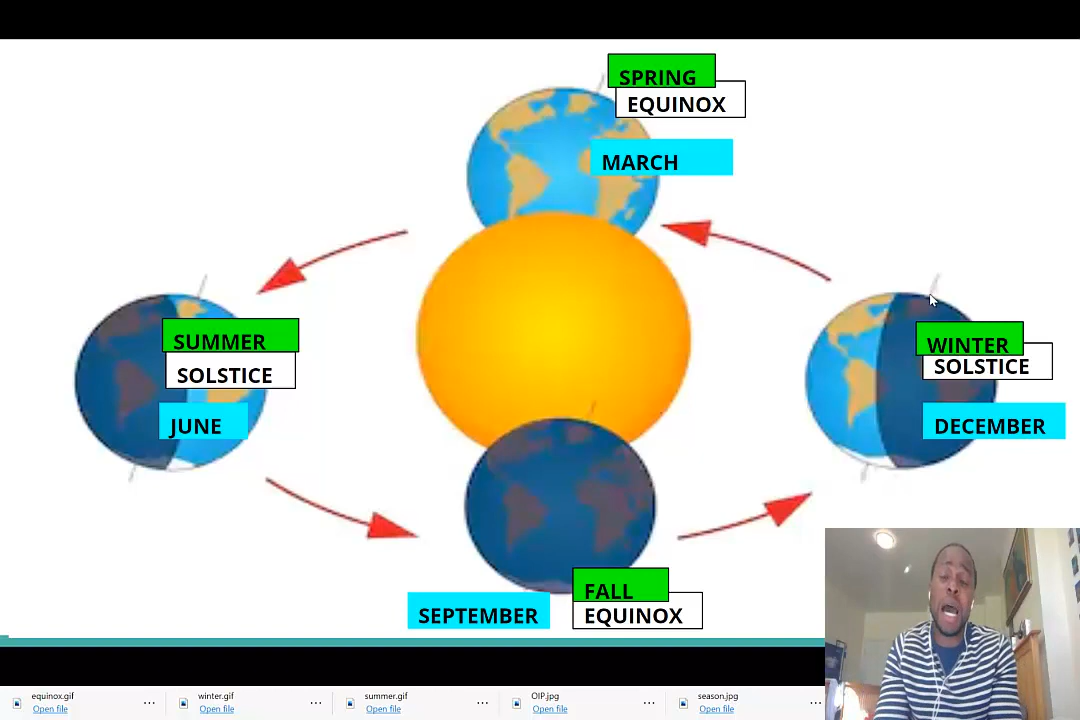 SPRING
EQUINOX
MARCH
SUMMER
SOLSTICE
JUNE
WINTER
SOLSTICE
DECEMBER
FALL
SEPTEMBER EQUINOX
equinox.gif
Open file
winter.gif
Open file
summer.gif
Open file
OIP.jpg
Open file
season.jpg
Open file